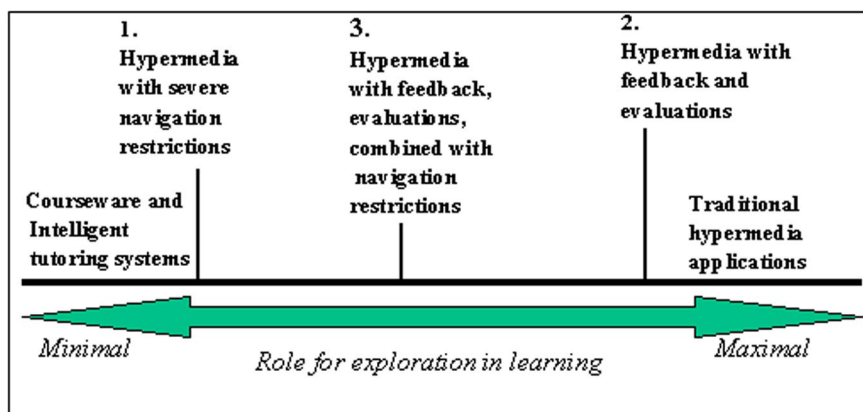 1.
Hypermedia
with severe
navigation
restrictions
3.
Hypermedia
with feedback,
evaluations,
combined with
navigation
restrictions
2.
Hypermedia with
feedback and
evaluations
Courseware and
Intelligent
tutoring systems
Traditional
hypermedia
applications
Minimal
Role for exploration in learning
Maximal